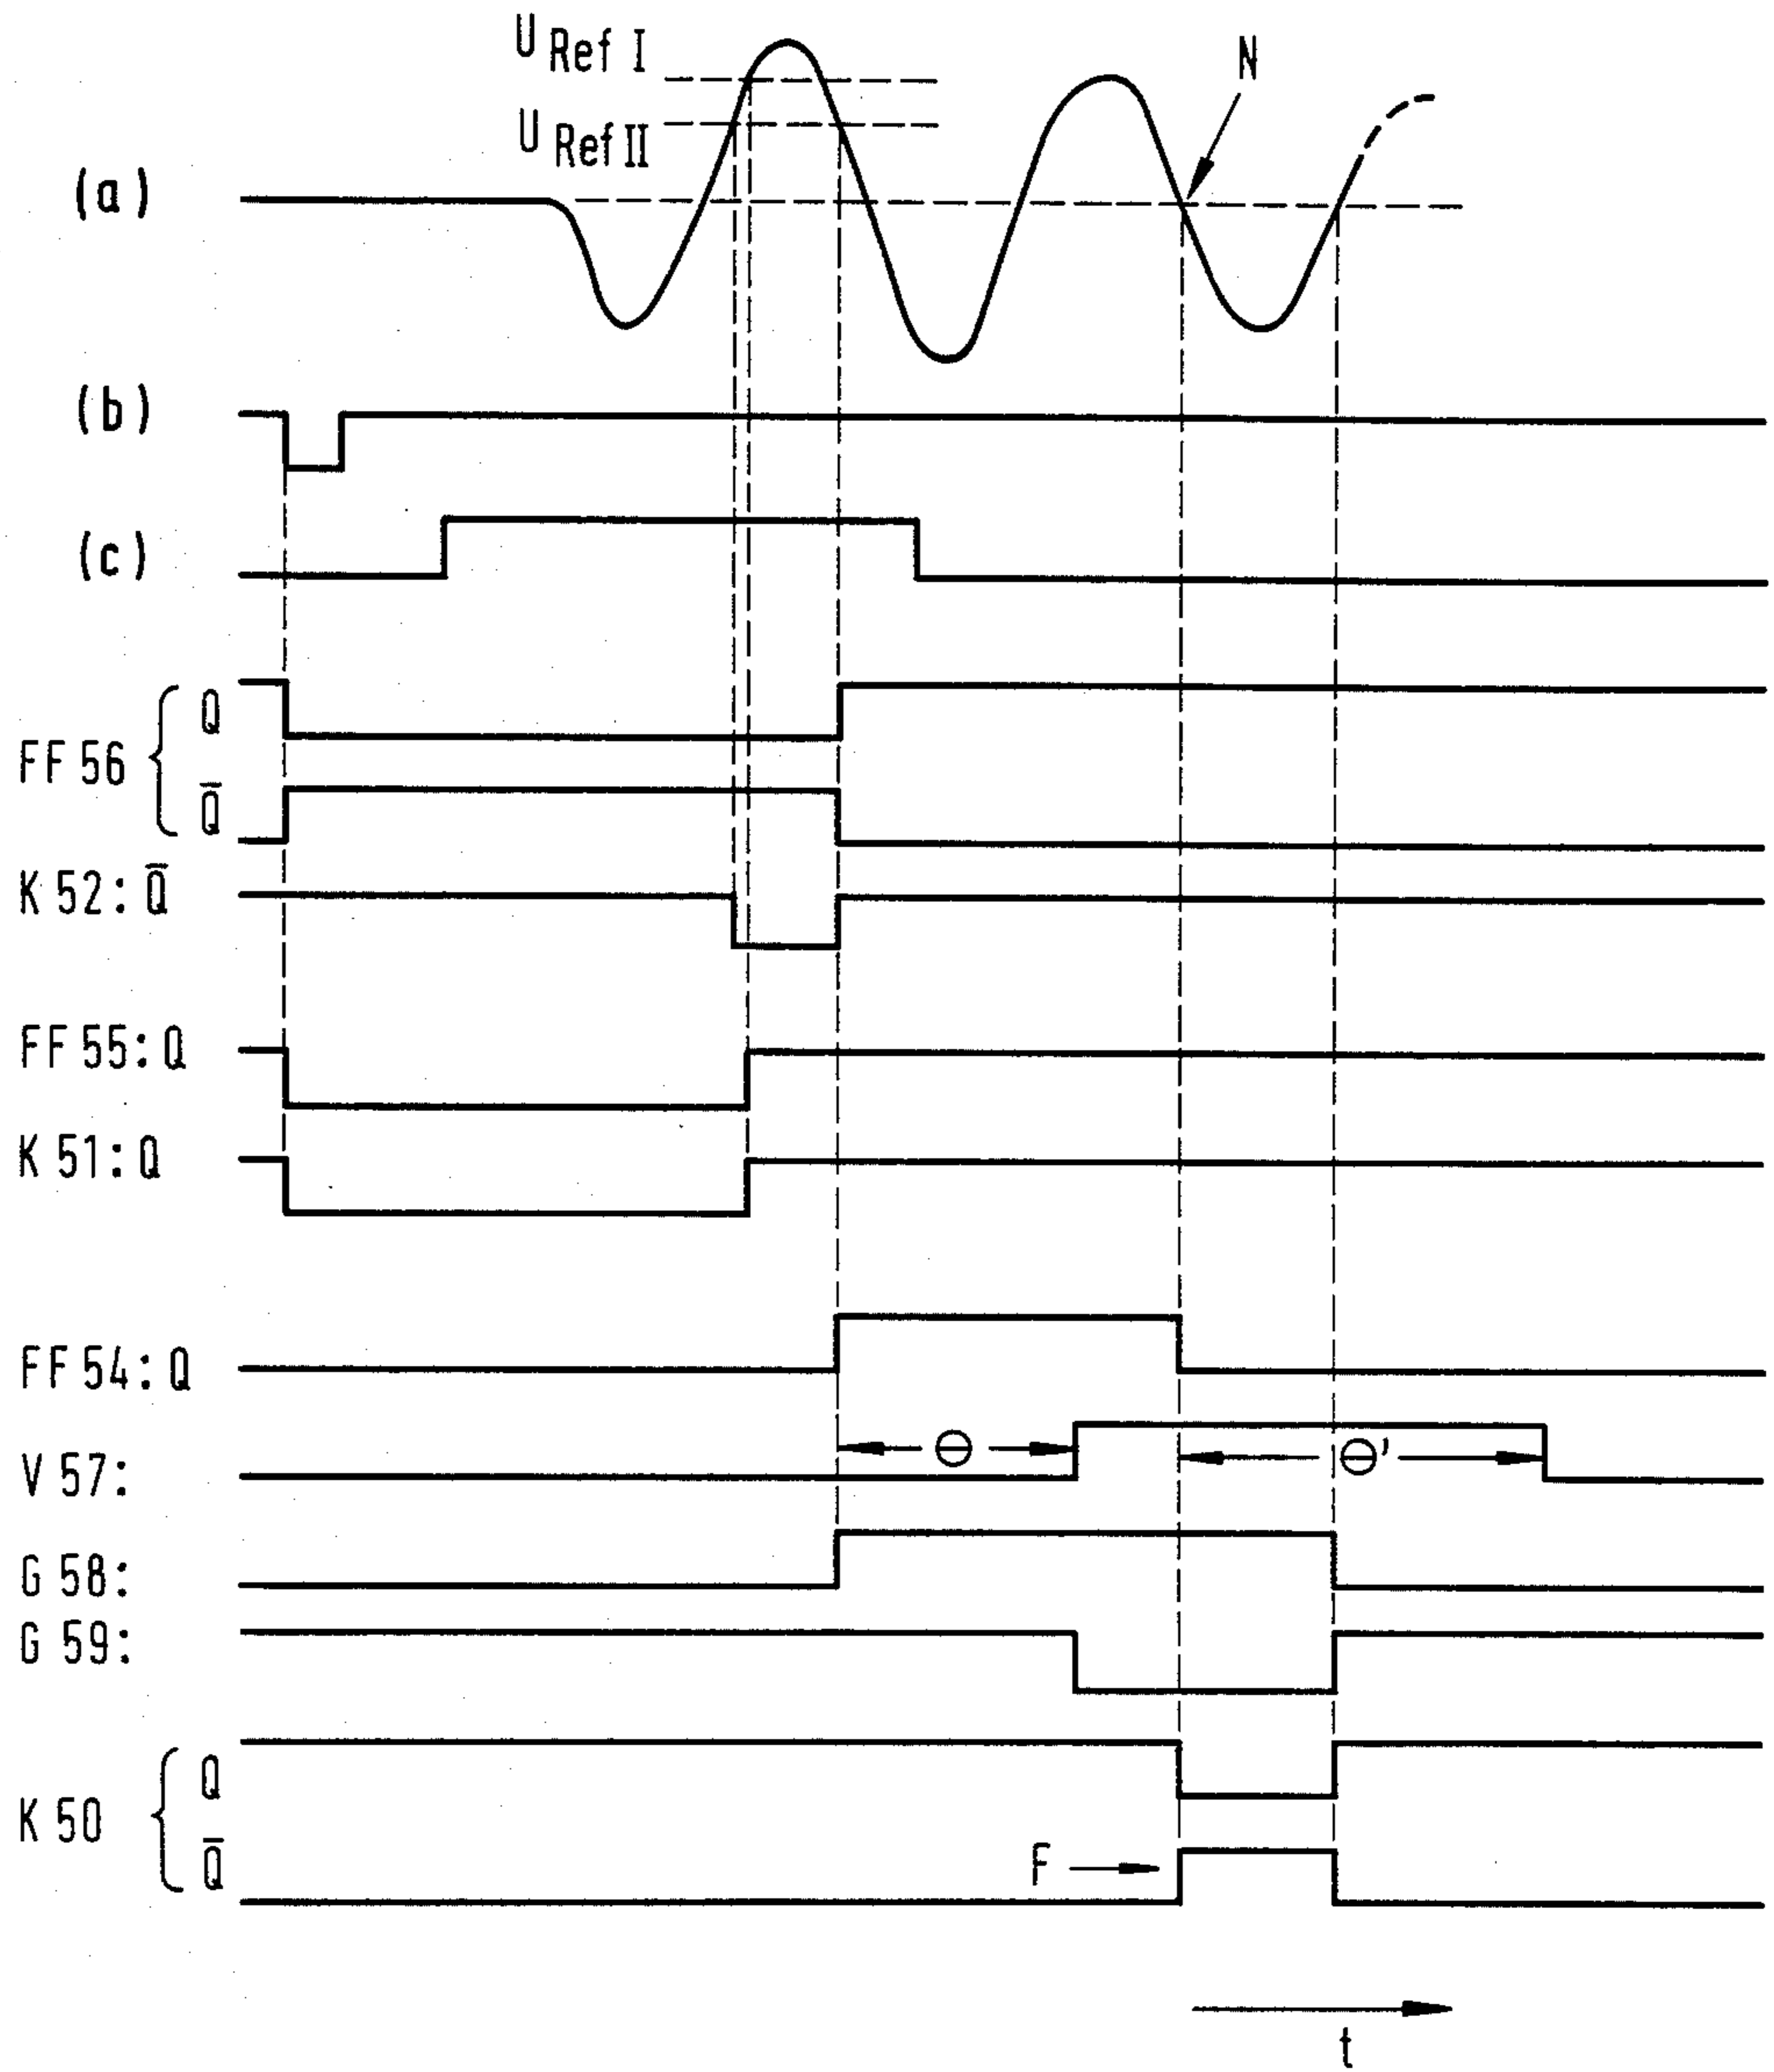 U Ref I
N
U Ref II
(a)
(b)
(c)
FF 56 { Q
Q̅
K 52: Q̅
FF 55: Q
K 51: Q
FF 54: Q
Θ
Θ'
V 57:
G 58:
G 59:
K 50 { Q
Q̅
F
t